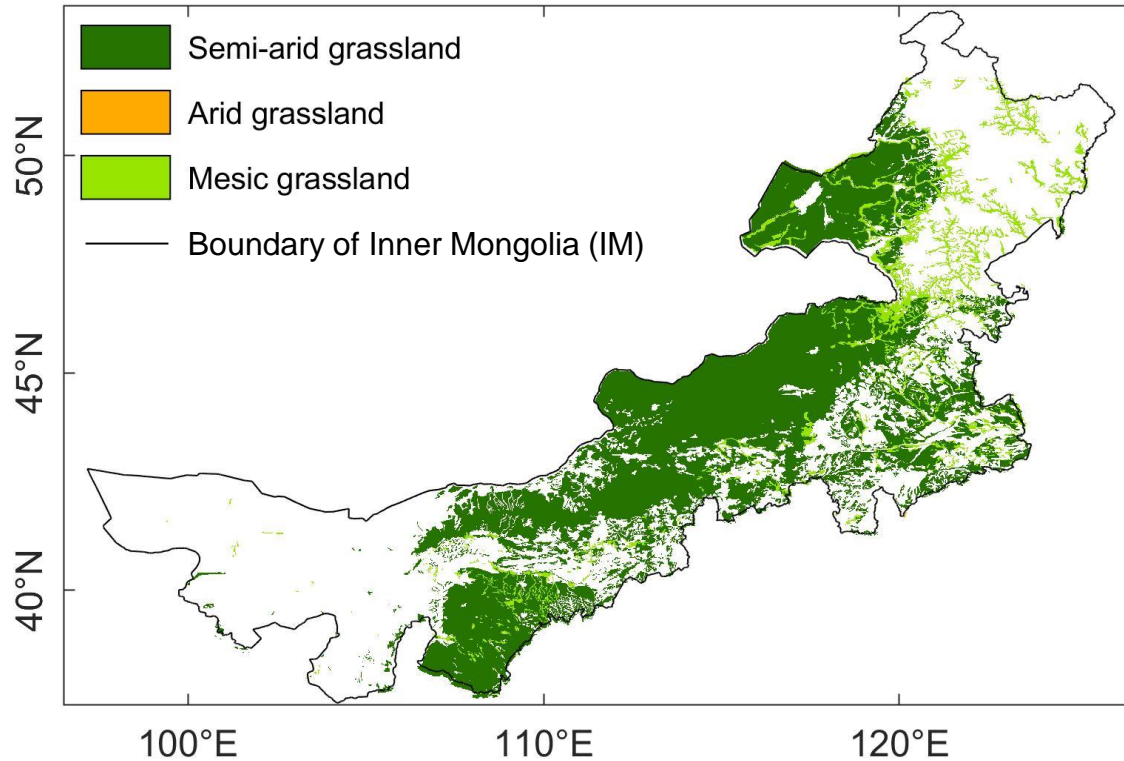 Semi-arid grassland
Arid grassland
Mesic grassland
Boundary of Inner Mongolia (IM)
50°N
45°N
40°N
100°E
110°E
120°E